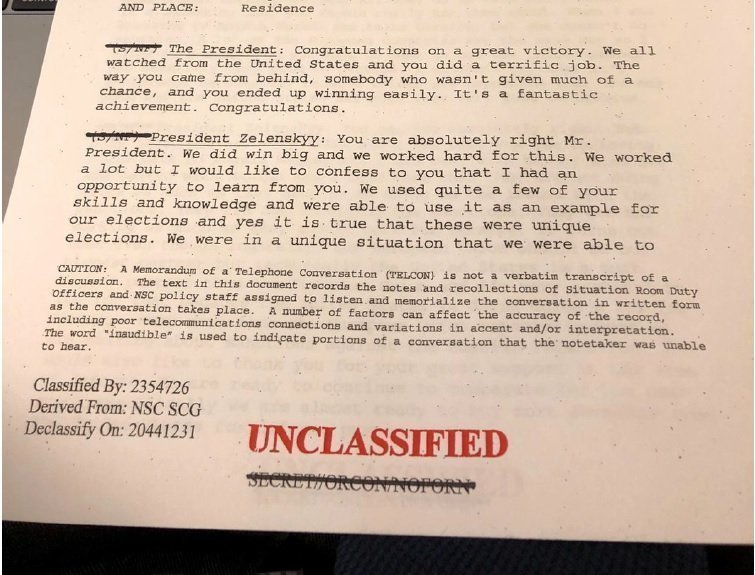 AND PLACE: Residence
(S/NF) The President: Congratulations on a great victory. We all
watched from the United States and you did a terrific job. The
way you came from behind, somebody who wasn't given much of a
chance, and you ended up winning easily. It's a fantastic
achievement. Congratulations.
(S/NF) President Zelenskyy: You are absolutely right Mr.
President. We did win big and we worked hard for this. We worked
a lot but I would like to confess to you that I had an
opportunity to learn from you. We used quite a few of your
skills and knowledge and were able to use it as an example for
our elections and yes it is true that these were unique
elections. We were in a unique situation that we were able to
CAUTION: A Memorandum of a Telephone Conversation (TELCON) is not a verbatim transcript of a
discussion. The text in this document records the notes and recollections of Situation Room Duty
Officers and NSC policy staff assigned to listen and memorialize the conversation in written form
as the conversation takes place. A number of factors can affect the accuracy of the record,
including poor telecommunications connections and variations in accent and/or interpretation.
The word "inaudible" is used to indicate portions of a conversation that the notetaker was unable
to hear.
Classified By: 2354726
Derived From: NSC SCG
Declassify On: 20441231
UNCLASSIFIED
SECRET//ORCON/NOFORN